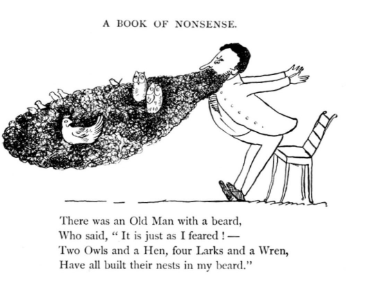 A BOOK OF NONSENSE.
There was an Old Man with a beard,
Who said, “ It is just as I feared ! —
Two Owls and a Hen, four Larks and a Wren,
Have all built their nests in my beard.”